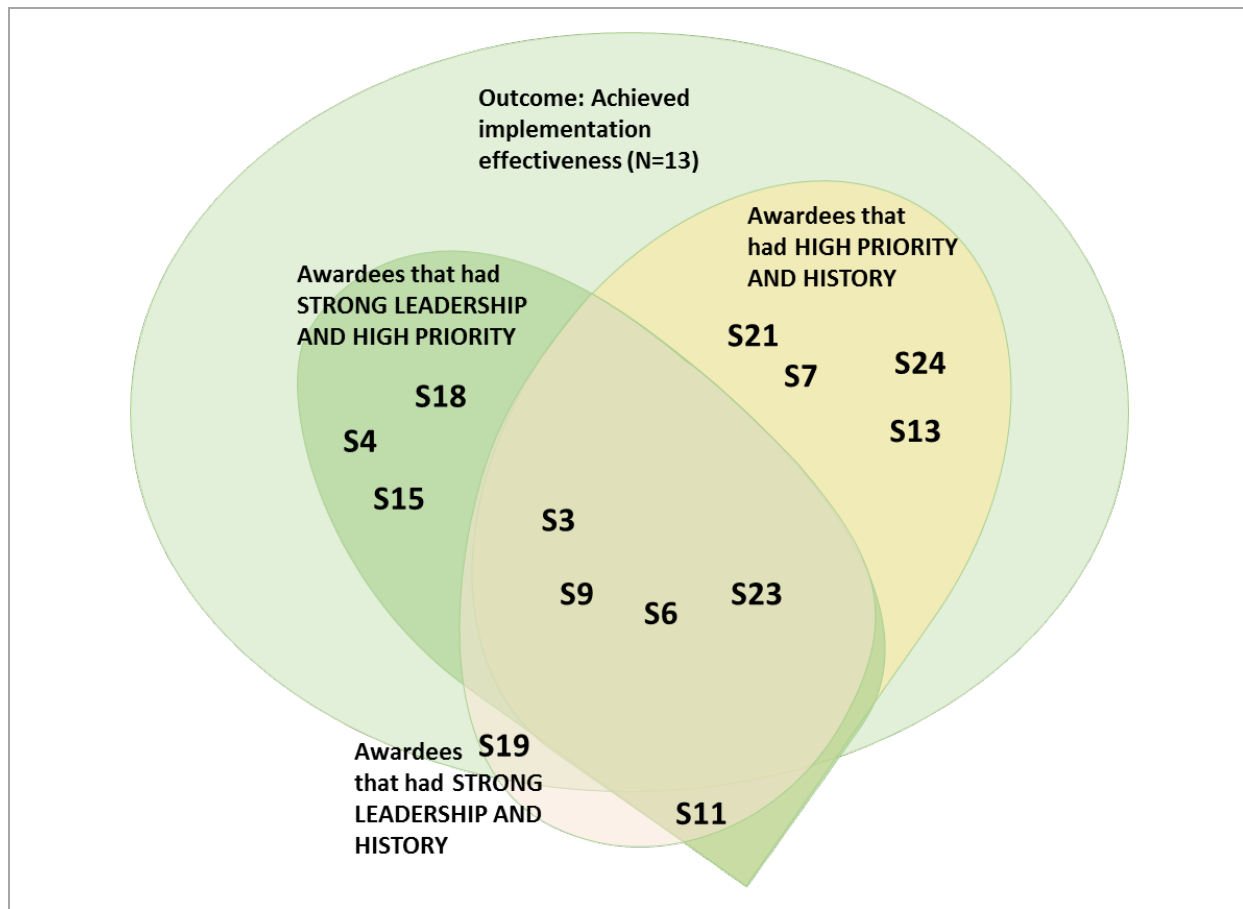 Outcome: Achieved
implementation
effectiveness (N=13)
Awardees that
had HIGH PRIORITY
AND HISTORY
Awardees that had
STRONG LEADERSHIP
AND HIGH PRIORITY
S21
S7
S24
S18
S13
S4
S15
S3
S9
S6
S23
S19
Awardees
that had STRONG
LEADERSHIP AND
HISTORY
S11